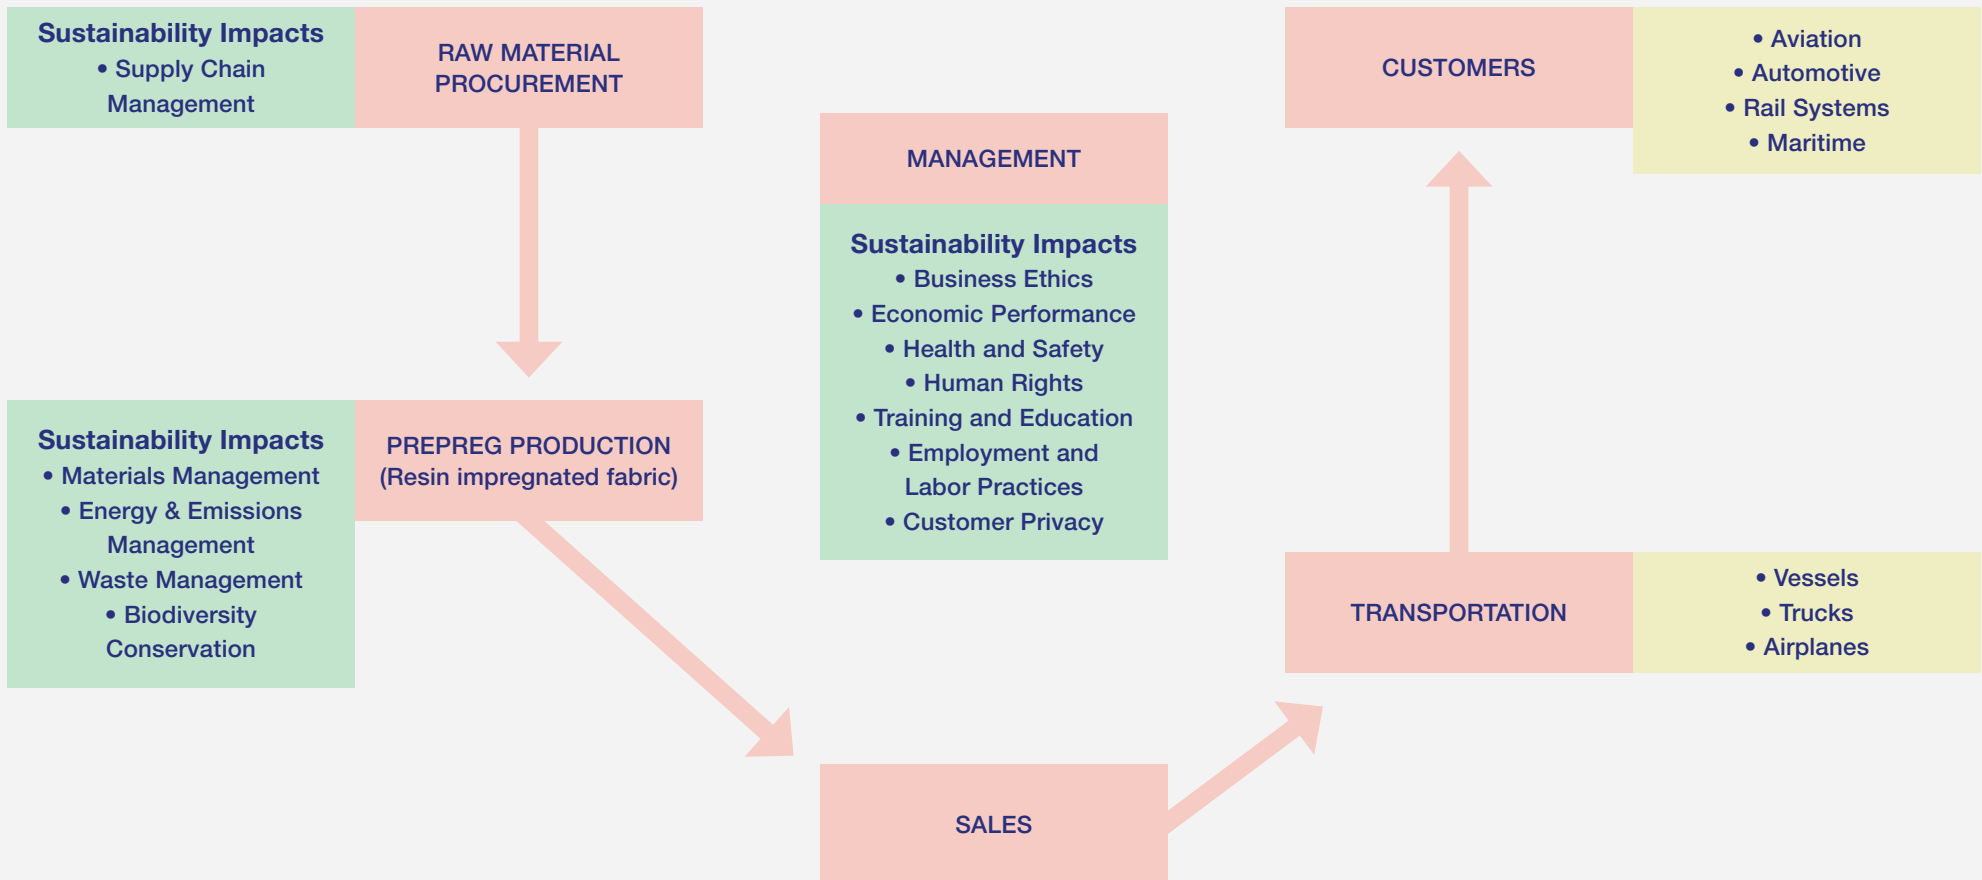 Sustainability Impacts
• Supply Chain
Management
RAW MATERIAL
PROCUREMENT
MANAGEMENT
Sustainability Impacts
• Business Ethics
• Economic Performance
• Health and Safety
• Human Rights
• Training and Education
• Employment and
Labor Practices
• Customer Privacy
CUSTOMERS
• Aviation
• Automotive
• Rail Systems
• Maritime
Sustainability Impacts
• Materials Management
• Energy & Emissions
Management
• Waste Management
• Biodiversity
Conservation
PREPREG PRODUCTION
(Resin impregnated fabric)
SALES
TRANSPORTATION
• Vessels
• Trucks
• Airplanes